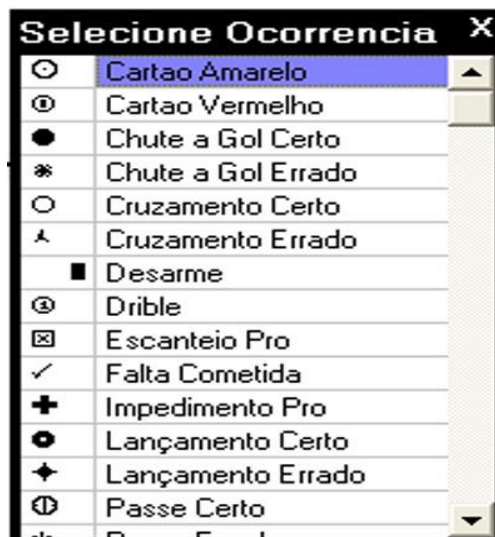 Selecione Ocorrencia X
Cartao Amarelo
Cartao Vermelho
Chute a Gol Certo
Chute a Gol Errado
Cruzamento Certo
Cruzamento Errado
Desarme
Drible
Escanteio Pro
Falta Cometida
Impedimento Pro
Lançamento Certo
Lançamento Errado
Passe Certo